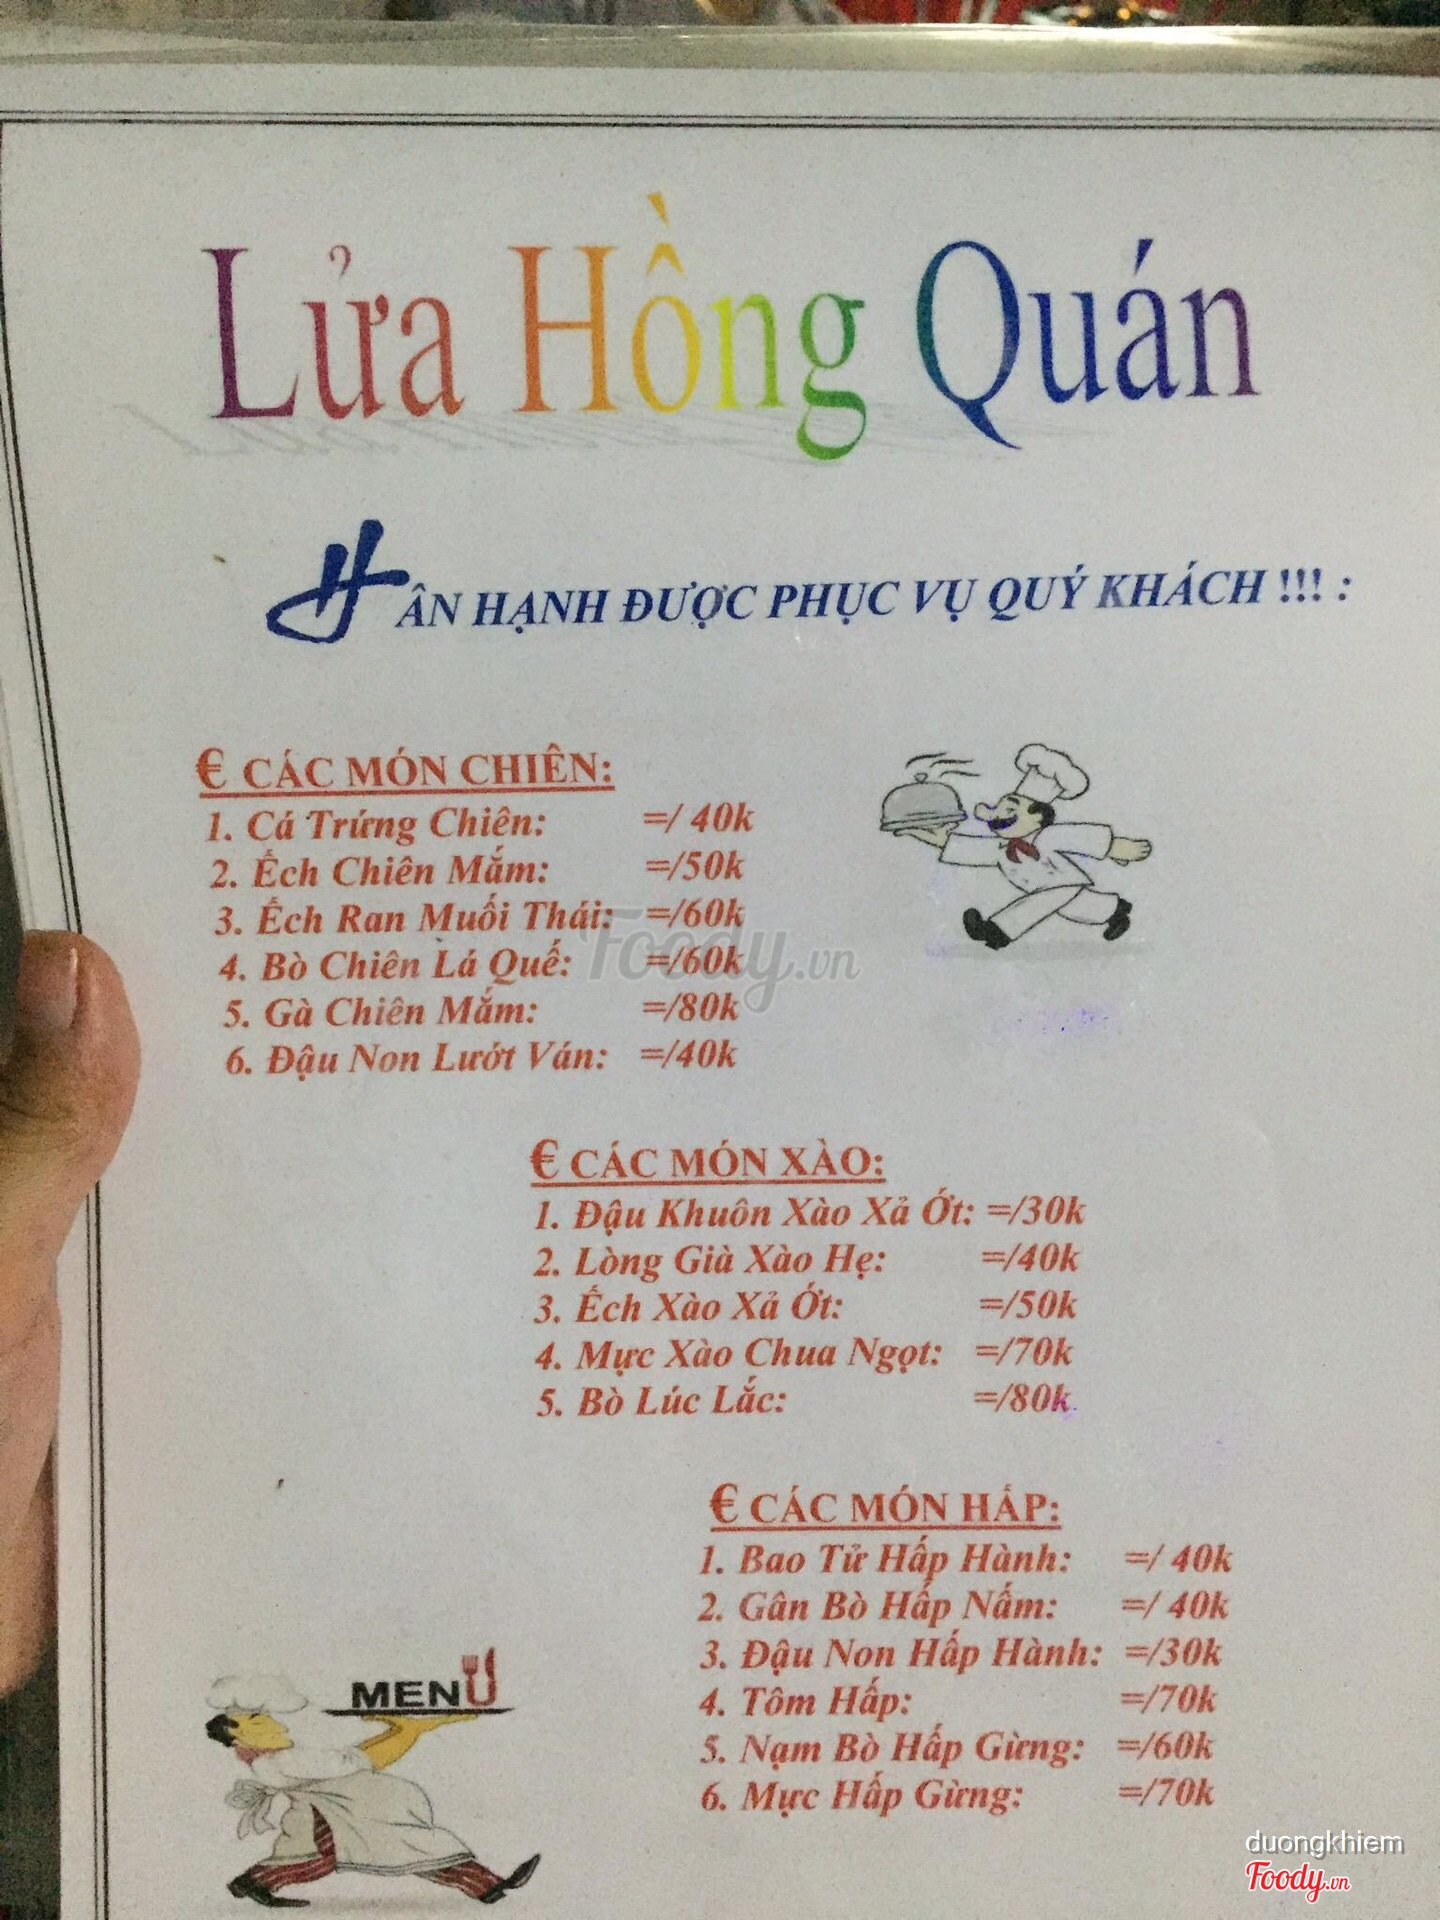 Lửa Hồng Quán
HÂN HẠNH ĐƯỢC PHỤC VỤ QUÝ KHÁCH !!! :
€ CÁC MÓN CHIÊN:
1. Cá Trứng Chiên: =/ 40k
2. Ếch Chiên Mắm: =/50k
3. Ếch Ran Muối Thái: =/60k
4. Bò Chiên Lá Quế: =/60k
5. Gà Chiên Mắm: =/80k
6. Đậu Non Lướt Ván: =/40k
Foody.vn
€ CÁC MÓN XÀO:
1. Đậu Khuôn Xào Xả Ớt: =/30k
2. Lòng Già Xào Hẹ: =/40k
3. Ếch Xào Xả Ớt: =/50k
4. Mực Xào Chua Ngọt: =/70k
5. Bò Lúc Lắc: =/80k
€ CÁC MÓN HẤP:
1. Bao Tử Hấp Hành: =/ 40k
2. Gân Bò Hấp Nấm: =/ 40k
3. Đậu Non Hấp Hành: =/30k
4. Tôm Hấp: =/70k
5. Nạm Bò Hấp Gừng: =/60k
6. Mực Hấp Gừng: =/70k
MENU
duongkhiem
Foody.vn